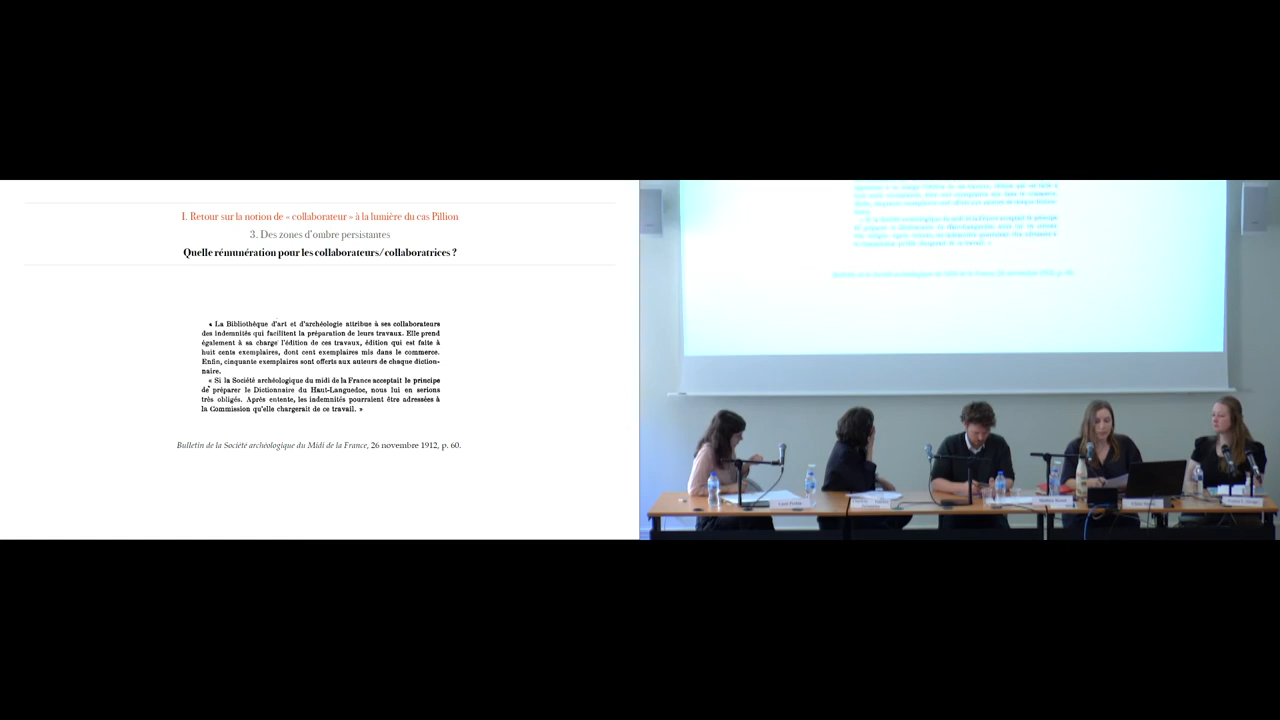 I. Retour sur la notion de « collaborateur » à la lumière du cas Pillion
3. Des zones d'ombre persistantes
Quelle rémunération pour les collaborateurs/collaboratrices ?
« La Bibliothèque d'art et d'archéologie attribue à ses collaborateurs
des indemnités qui facilitent la préparation de leurs travaux. Elle prend
également à sa charge l'édition de ces travaux, édition qui est faite à
huit cents exemplaires, dont cent exemplaires mis dans le commerce.
Enfin, cinquante exemplaires sont offerts aux auteurs de chaque diction-
naire.
« Si la Société archéologique du midi de la France acceptait le principe
de préparer le Dictionnaire du Haut-Languedoc, nous lui en serions
très obligés. Après entente, les indemnités pourraient être adressées à
la Commission qu'elle chargerait de ce travail. »
Bulletin de la Société archéologique du Midi de la France, 26 novembre 1912, p. 60.